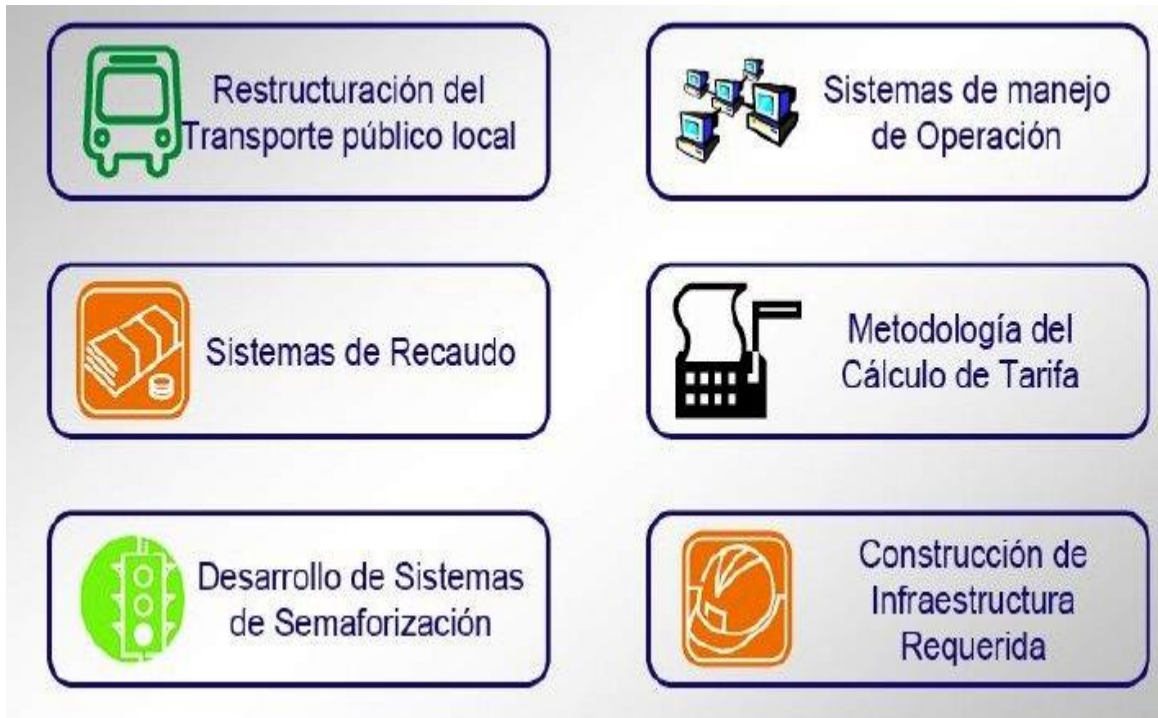 Restructuración del
Transporte público local
Sistemas de manejo
de Operación
Sistemas de Recaudo
Metodología del
Cálculo de Tarifa
Desarrollo de Sistemas
de Semaforización
Construcción de
Infraestructura
Requerida